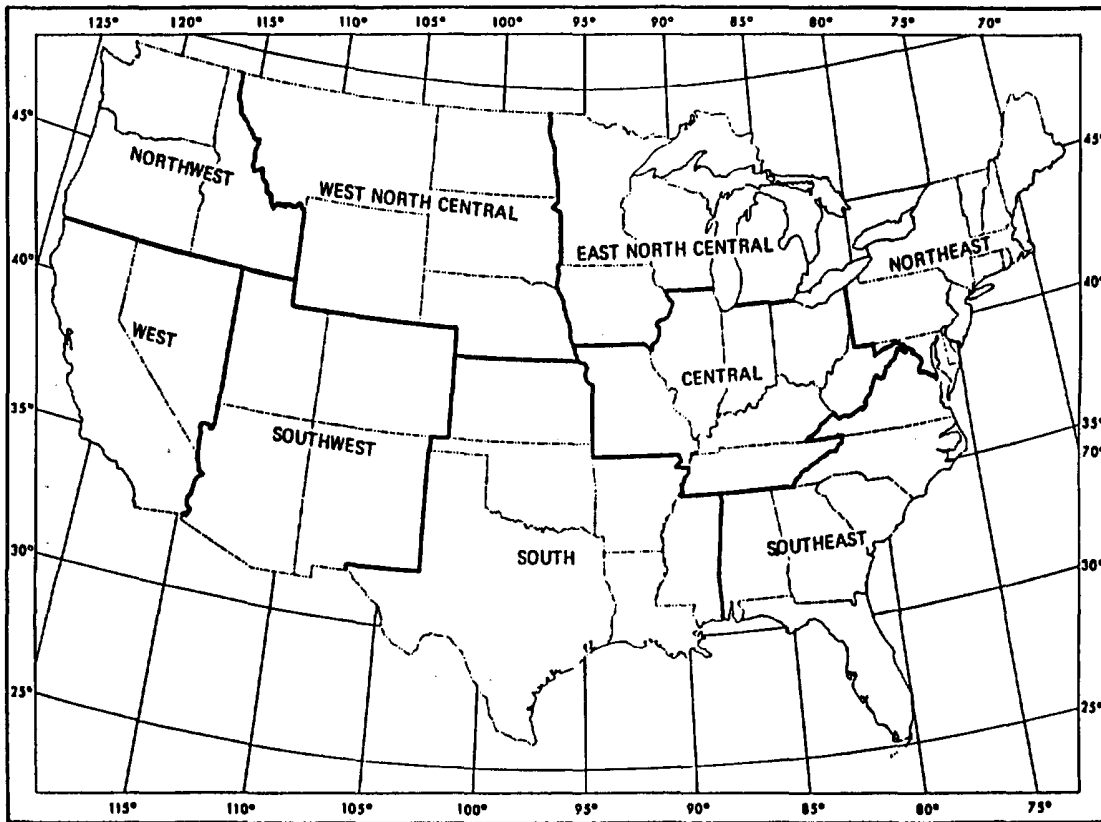 125° 120° 115° 110° 105° 100° 95° 90° 85° 80° 75° 70°
45° 45°
NORTHWEST
WEST NORTH CENTRAL
EAST NORTH CENTRAL
NORTHEAST
40° 40°
WEST
CENTRAL
35° 35°
SOUTHWEST
70°
SOUTHEAST
SOUTH
30° 30°
25° 25°
115° 110° 105° 100° 95° 90° 85° 80° 75°